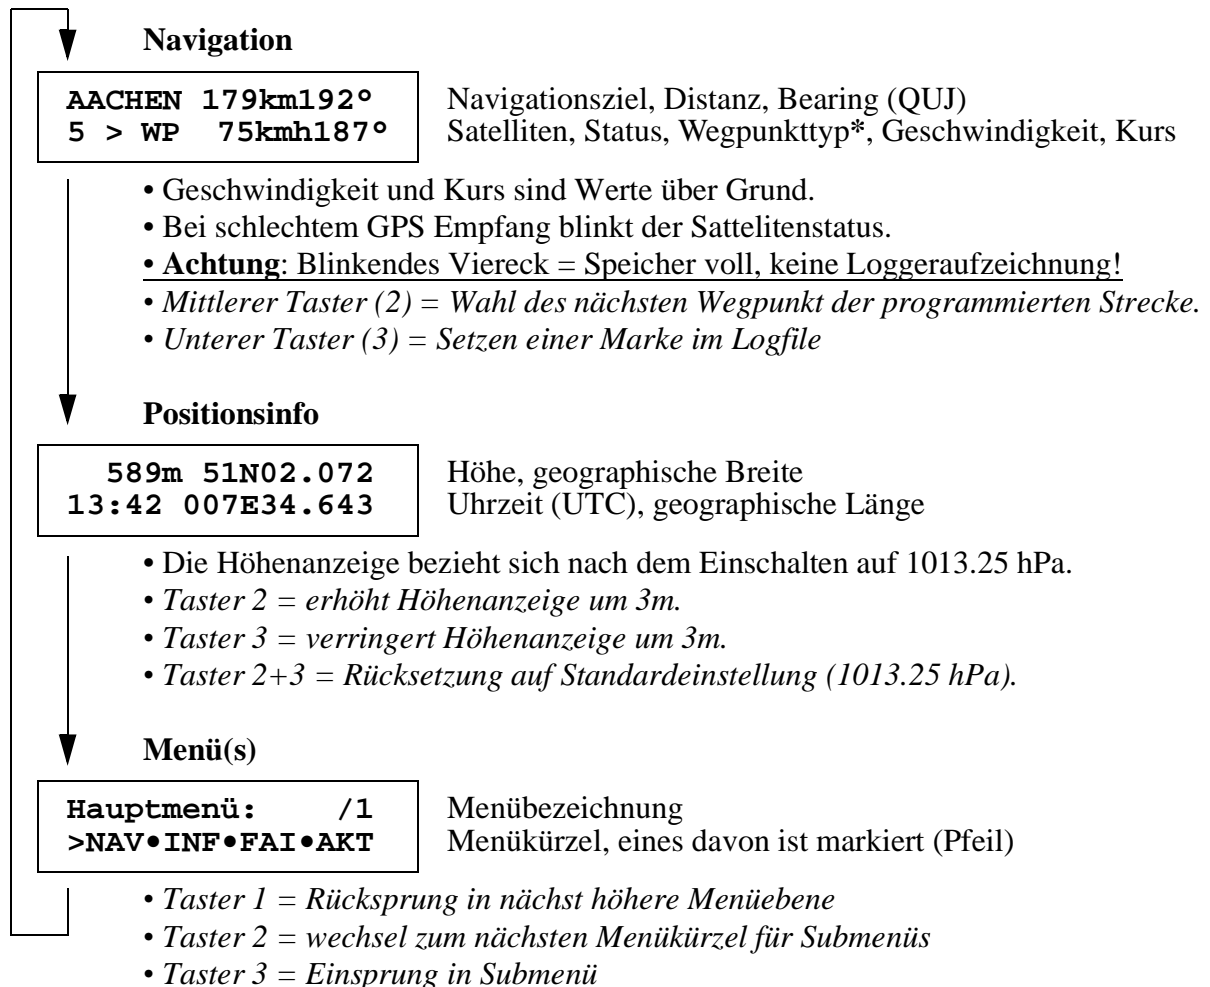 Navigation
AACHEN 179km192° Navigationsziel, Distanz, Bearing (QUJ)
5 > WP 75kmh187° Satelliten, Status, Wegpunkttyp*, Geschwindigkeit, Kurs
• Geschwindigkeit und Kurs sind Werte über Grund.
• Bei schlechtem GPS Empfang blinkt der Sattelitenstatus.
• Achtung: Blinkendes Viereck = Speicher voll, keine Loggeraufzeichnung!
• Mittlerer Taster (2) = Wahl des nächsten Wegpunkt der programmierten Strecke.
• Unterer Taster (3) = Setzen einer Marke im Logfile
Positionsinfo
589m 51N02.072 Höhe, geographische Breite
13:42 007E34.643 Uhrzeit (UTC), geographische Länge
• Die Höhenanzeige bezieht sich nach dem Einschalten auf 1013.25 hPa.
• Taster 2 = erhöht Höhenanzeige um 3m.
• Taster 3 = verringert Höhenanzeige um 3m.
• Taster 2+3 = Rücksetzung auf Standardeinstellung (1013.25 hPa).
Menü(s)
Hauptmenü: /1 Menübezeichnung
>NAV•INF•FAI•AKT Menükürzel, eines davon ist markiert (Pfeil)
• Taster 1 = Rücksprung in nächst höhere Menüebene
• Taster 2 = wechsel zum nächsten Menükürzel für Submenüs
• Taster 3 = Einsprung in Submenü